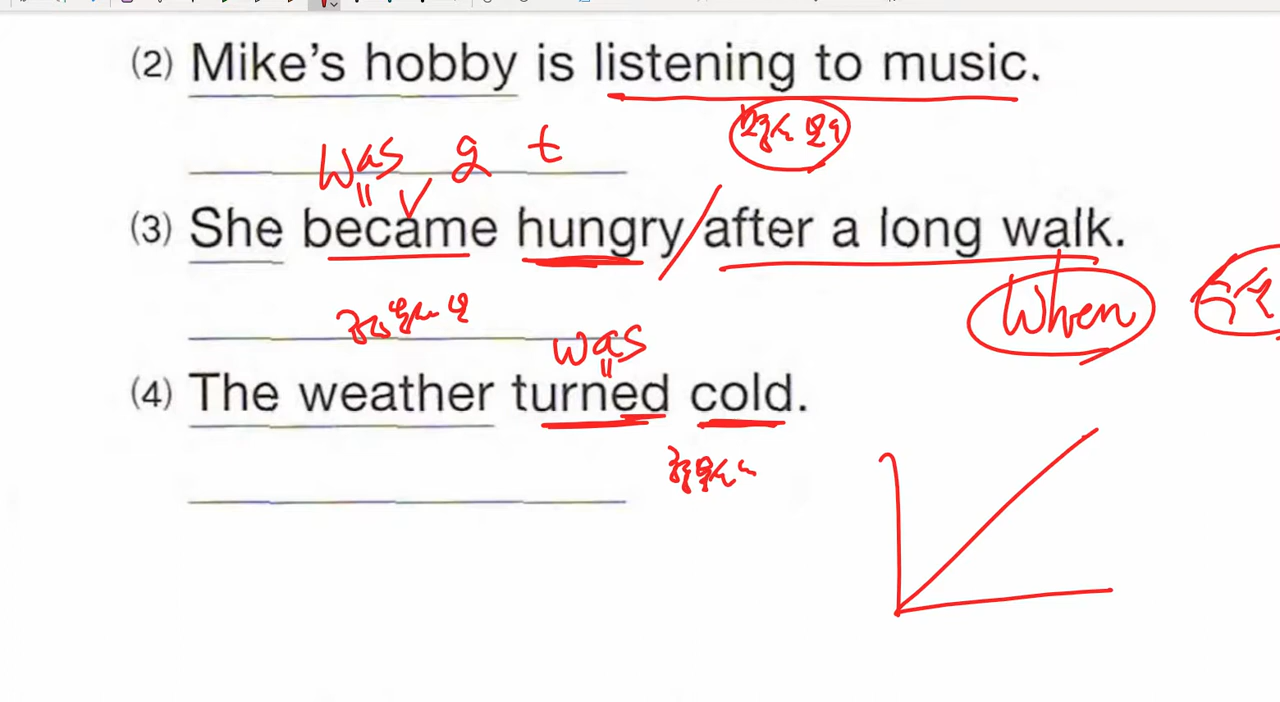 (2) Mike's hobby is listening to music.
was g t
(3) She became hungry / after a long walk.
When
was
(4) The weather turned cold.